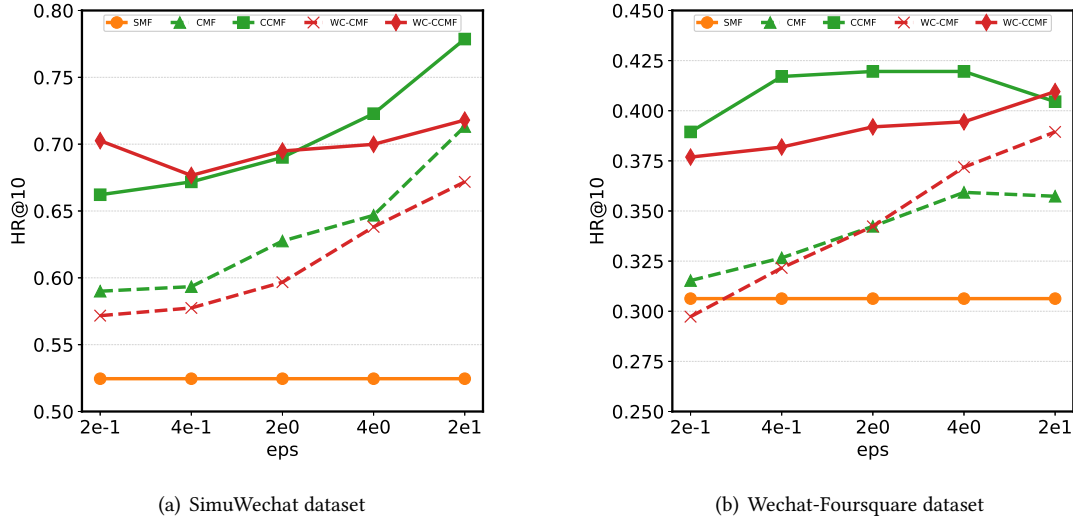 SMF CMF CCMF WC-CMF WC-CCMF
0.80
0.75
0.70
0.65
0.60
0.55
0.50
HR@10
2e-1 4e-1 2e0 4e0 2e1
eps
(a) SimuWechat dataset
SMF CMF CCMF WC-CMF WC-CCMF
0.450
0.425
0.400
0.375
0.350
0.325
0.300
0.275
0.250
HR@10
2e-1 4e-1 2e0 4e0 2e1
eps
(b) Wechat-Foursquare dataset